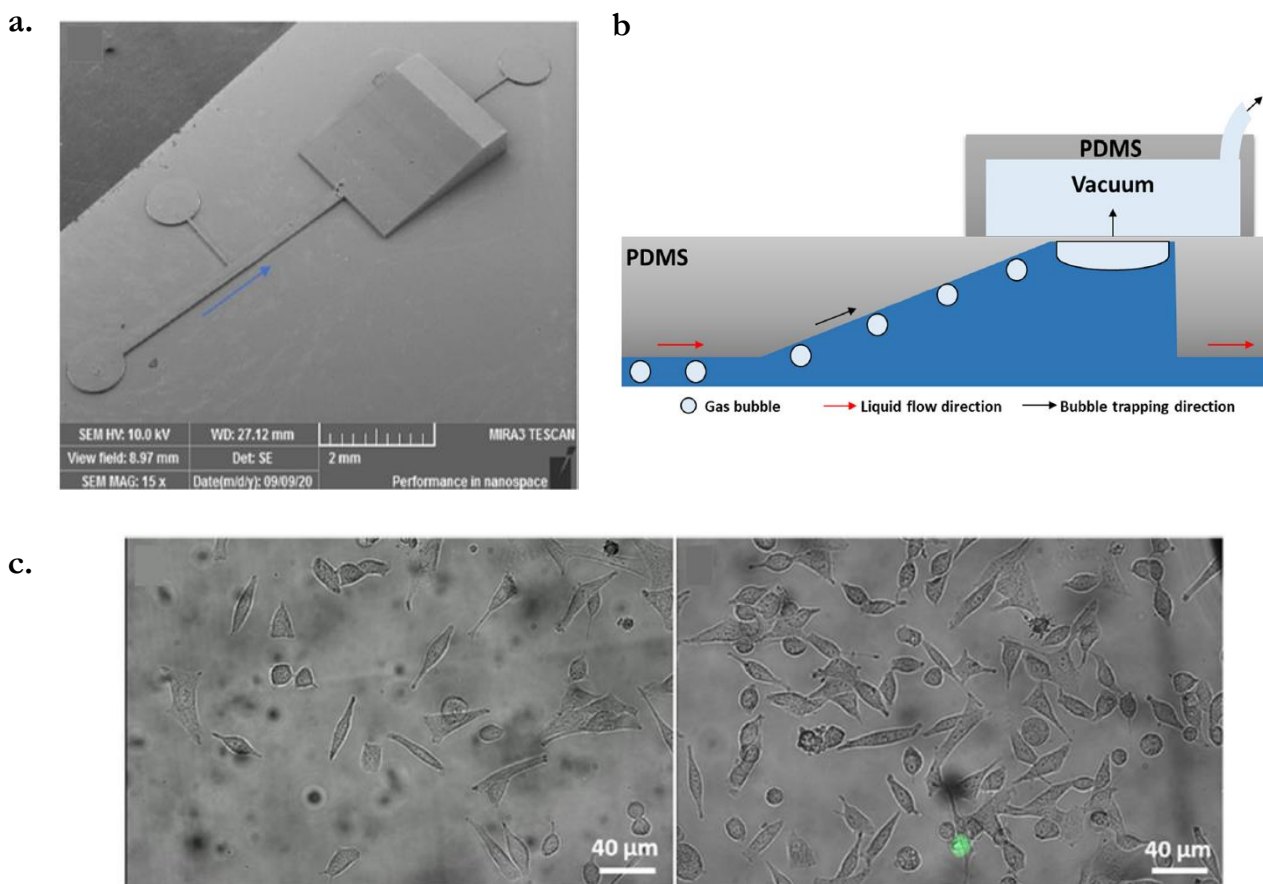 a.
b
SEM HV: 10.0 kV
WD: 27.12 mm
MIRA3 TESCAN
View field: 8.97 mm
Det: SE
2 mm
SEM MAG: 15 x
Date(m/d/y): 09/09/20
Performance in nanospace
PDMS
Vacuum
PDMS
Gas bubble
Liquid flow direction
Bubble trapping direction
c.
40 µm
40 µm